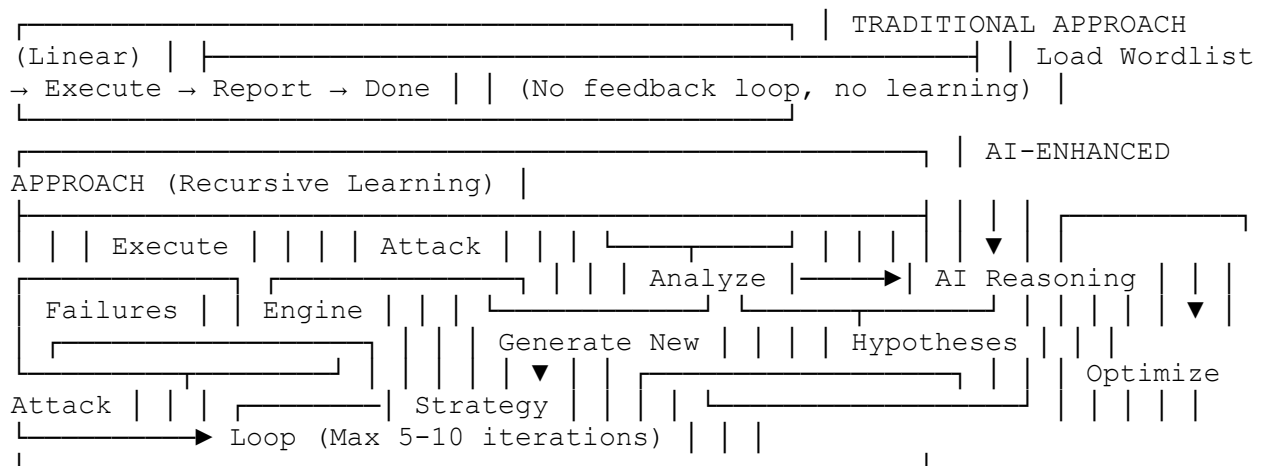 ┌──────────────────────────────────────────────────┐ │ TRADITIONAL APPROACH
(Linear) │ ├──────────────────────────────────────────────────┤ │ Load Wordlist
→ Execute → Report → Done │ │ (No feedback loop, no learning) │
└──────────────────────────────────────────────────┘
┌───────────────────────────────────────────────────────────┐ │ AI-ENHANCED
APPROACH (Recursive Learning) │
├───────────────────────────────────────────────────────────┤ │ │ │ ┌────────────┐
│ │ │ Execute │ │ │ │ Attack │ │ │ └─────┬──────┘ │ │ │ │ │ ▼ │ │
┌──────────────┐ ┌────────────────┐ │ │ │ Analyze │─────►│ AI Reasoning │ │ │
│ Failures │ │ Engine │ │ │ └──────────────┘ └───────┬────────┘ │ │ │ │ │ ▼ │
│ ┌────────────────────┐ │ │ │ Generate New │ │ │ │ Hypotheses │ │ │
└──────────┬─────────┘ │ │ │ │ │ ▼ │ │ ┌────────────────────┐ │ │ │ Optimize
Attack │ │ │ ┌─────────│ Strategy │ │ │ │ └────────────────────┘ │ │ │ │ │
└───────────► Loop (Max 5-10 iterations) │ │ │
└───────────────────────────────────────────────────────────┘